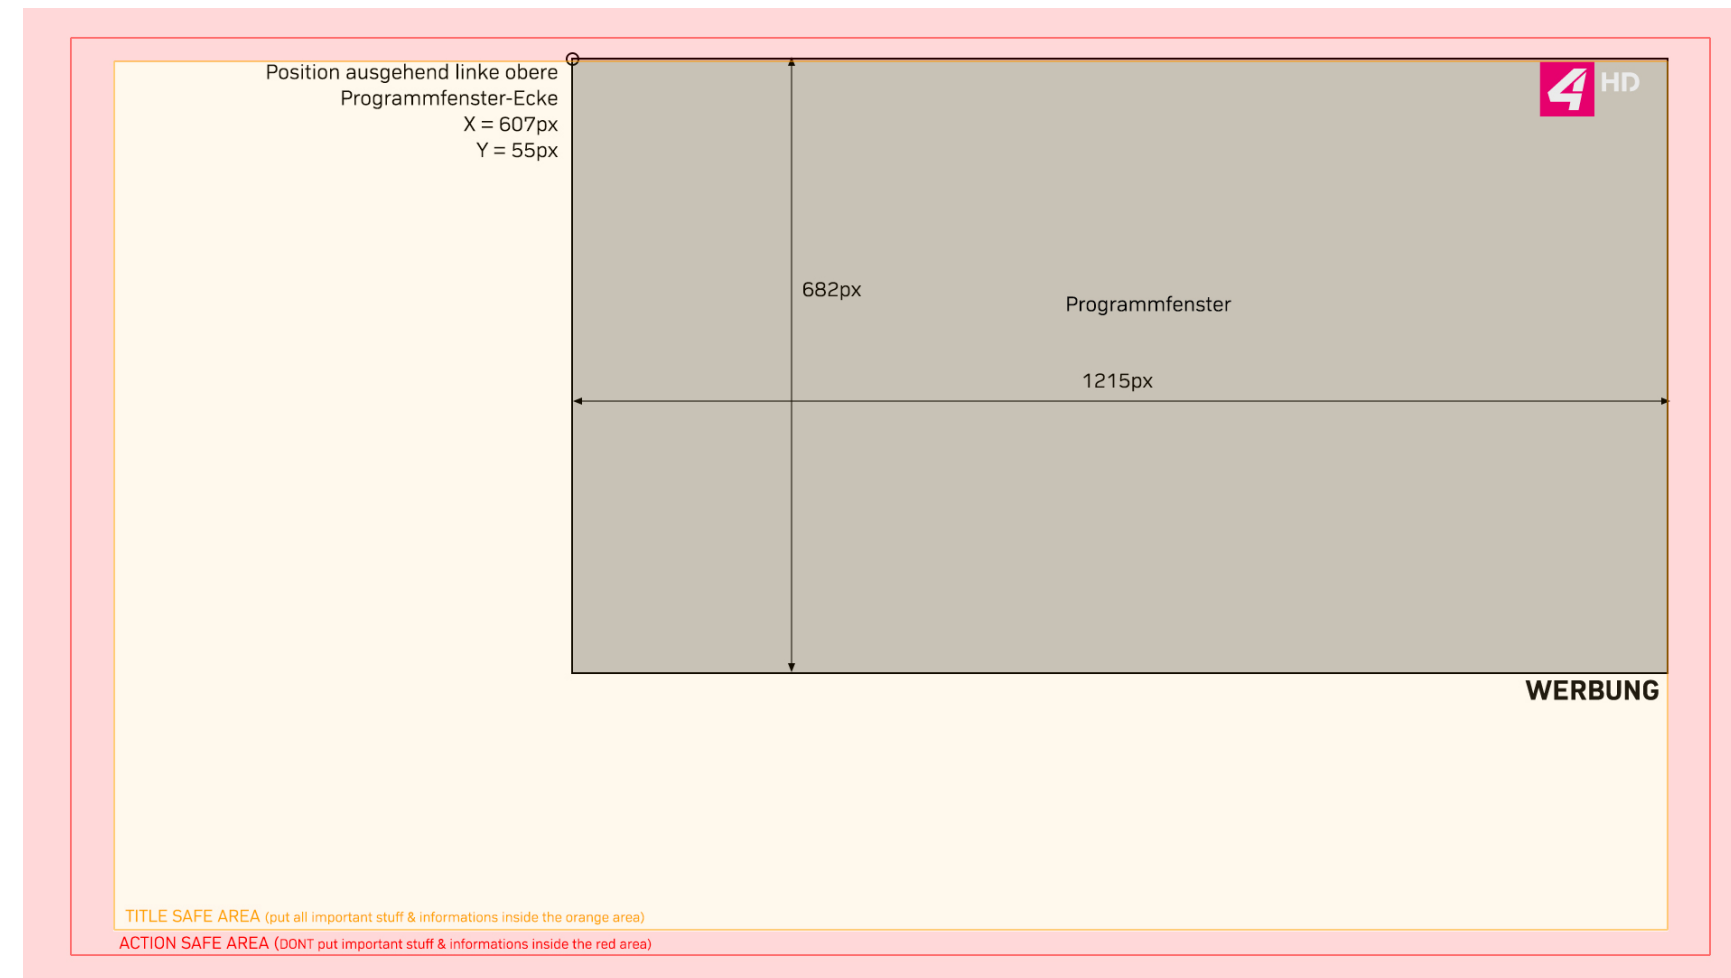 Position ausgehend linke obere
Programmfenster-Ecke
X = 607px
Y = 55px
4 HD
682px
Programmfenster
1215px
WERBUNG
TITLE SAFE AREA (put all important stuff & informations inside the orange area)
ACTION SAFE AREA (DONT put important stuff & informations inside the red area)